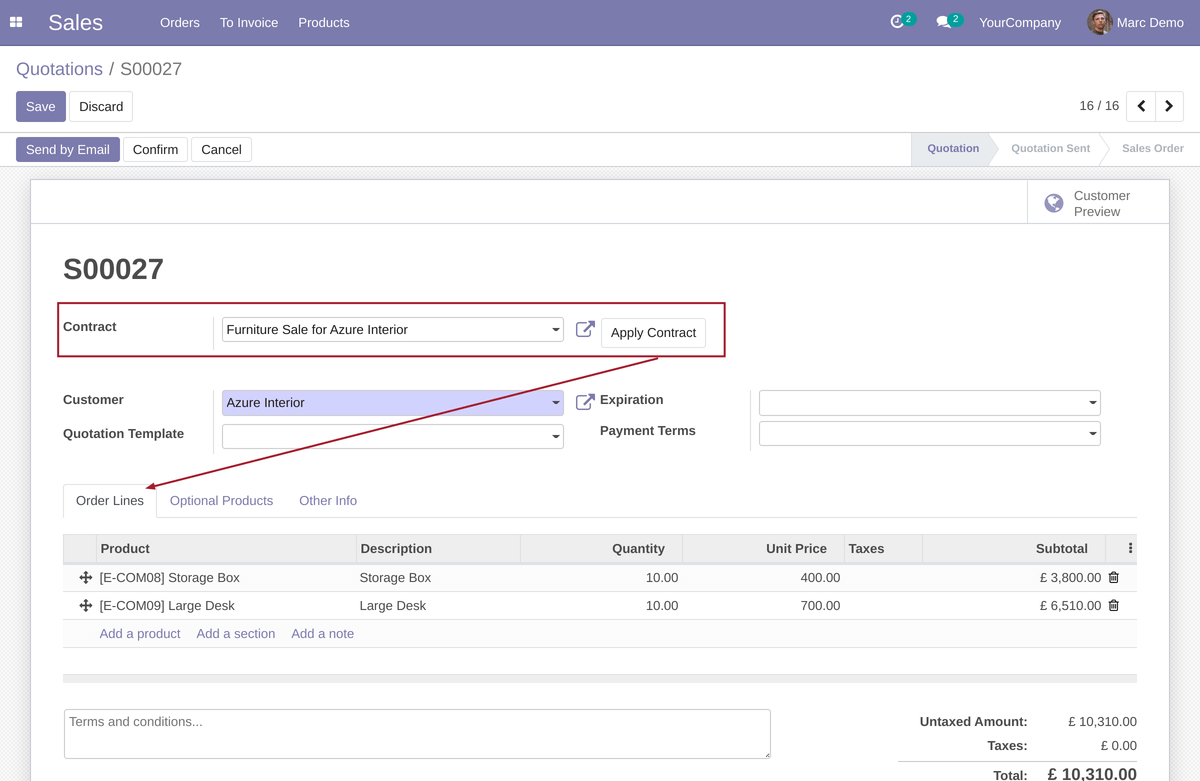 Sales Orders To Invoice Products 2 2 YourCompany Marc Demo
Quotations / S00027
Save Discard 16 / 16
Send by Email Confirm Cancel Quotation Quotation Sent Sales Order
Customer
Preview
S00027
Contract Furniture Sale for Azure Interior Apply Contract
Customer Azure Interior Expiration
Quotation Template Payment Terms
Order Lines Optional Products Other Info
Product Description Quantity Unit Price Taxes Subtotal
[E-COM08] Storage Box Storage Box 10.00 400.00 £ 3,800.00
[E-COM09] Large Desk Large Desk 10.00 700.00 £ 6,510.00
Add a product Add a section Add a note
Terms and conditions... Untaxed Amount: £ 10,310.00
Taxes: £ 0.00
Total: £ 10,310.00